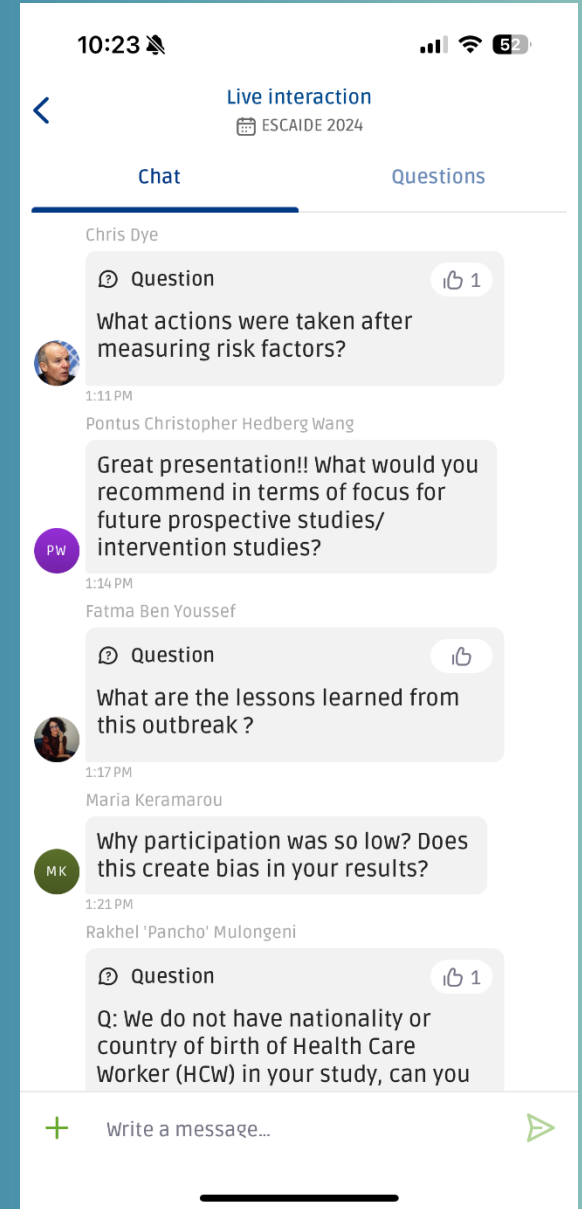 10:23
52
Live interaction
ESCAIDE 2024
Chat
Questions
Chris Dye
Question
1
What actions were taken after
measuring risk factors?
1:11 PM
Pontus Christopher Hedberg Wang
Great presentation!! What would you
recommend in terms of focus for
future prospective studies/
intervention studies?
PW
1:14 PM
Fatma Ben Youssef
Question
What are the lessons learned from
this outbreak ?
1:17 PM
Maria Keramarou
Why participation was so low? Does
this create bias in your results?
MK
1:21 PM
Rakhel 'Pancho' Mulongeni
Question
1
Q: We do not have nationality or
country of birth of Health Care
Worker (HCW) in your study, can you
Write a message...